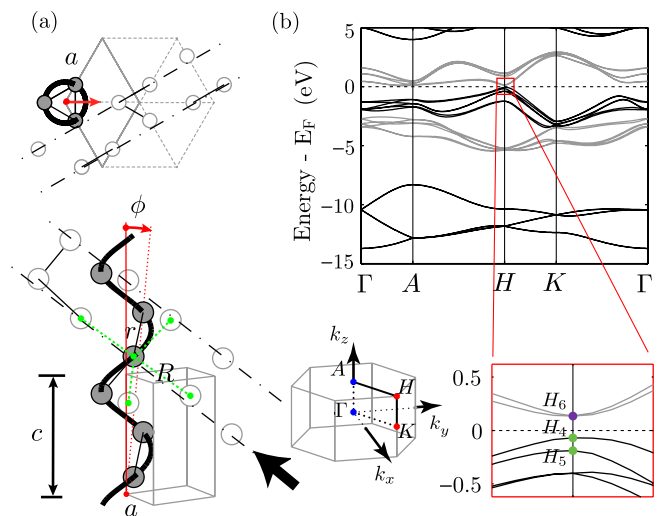 (a)
a
ϕ
r
R
c
a
(b)
Energy - E_F (eV)
5
0
−5
−10
−15
Γ A H K Γ
k_z
A
H
Γ
K
k_y
k_x
0.5
H_6
H_4
0
H_5
−0.5